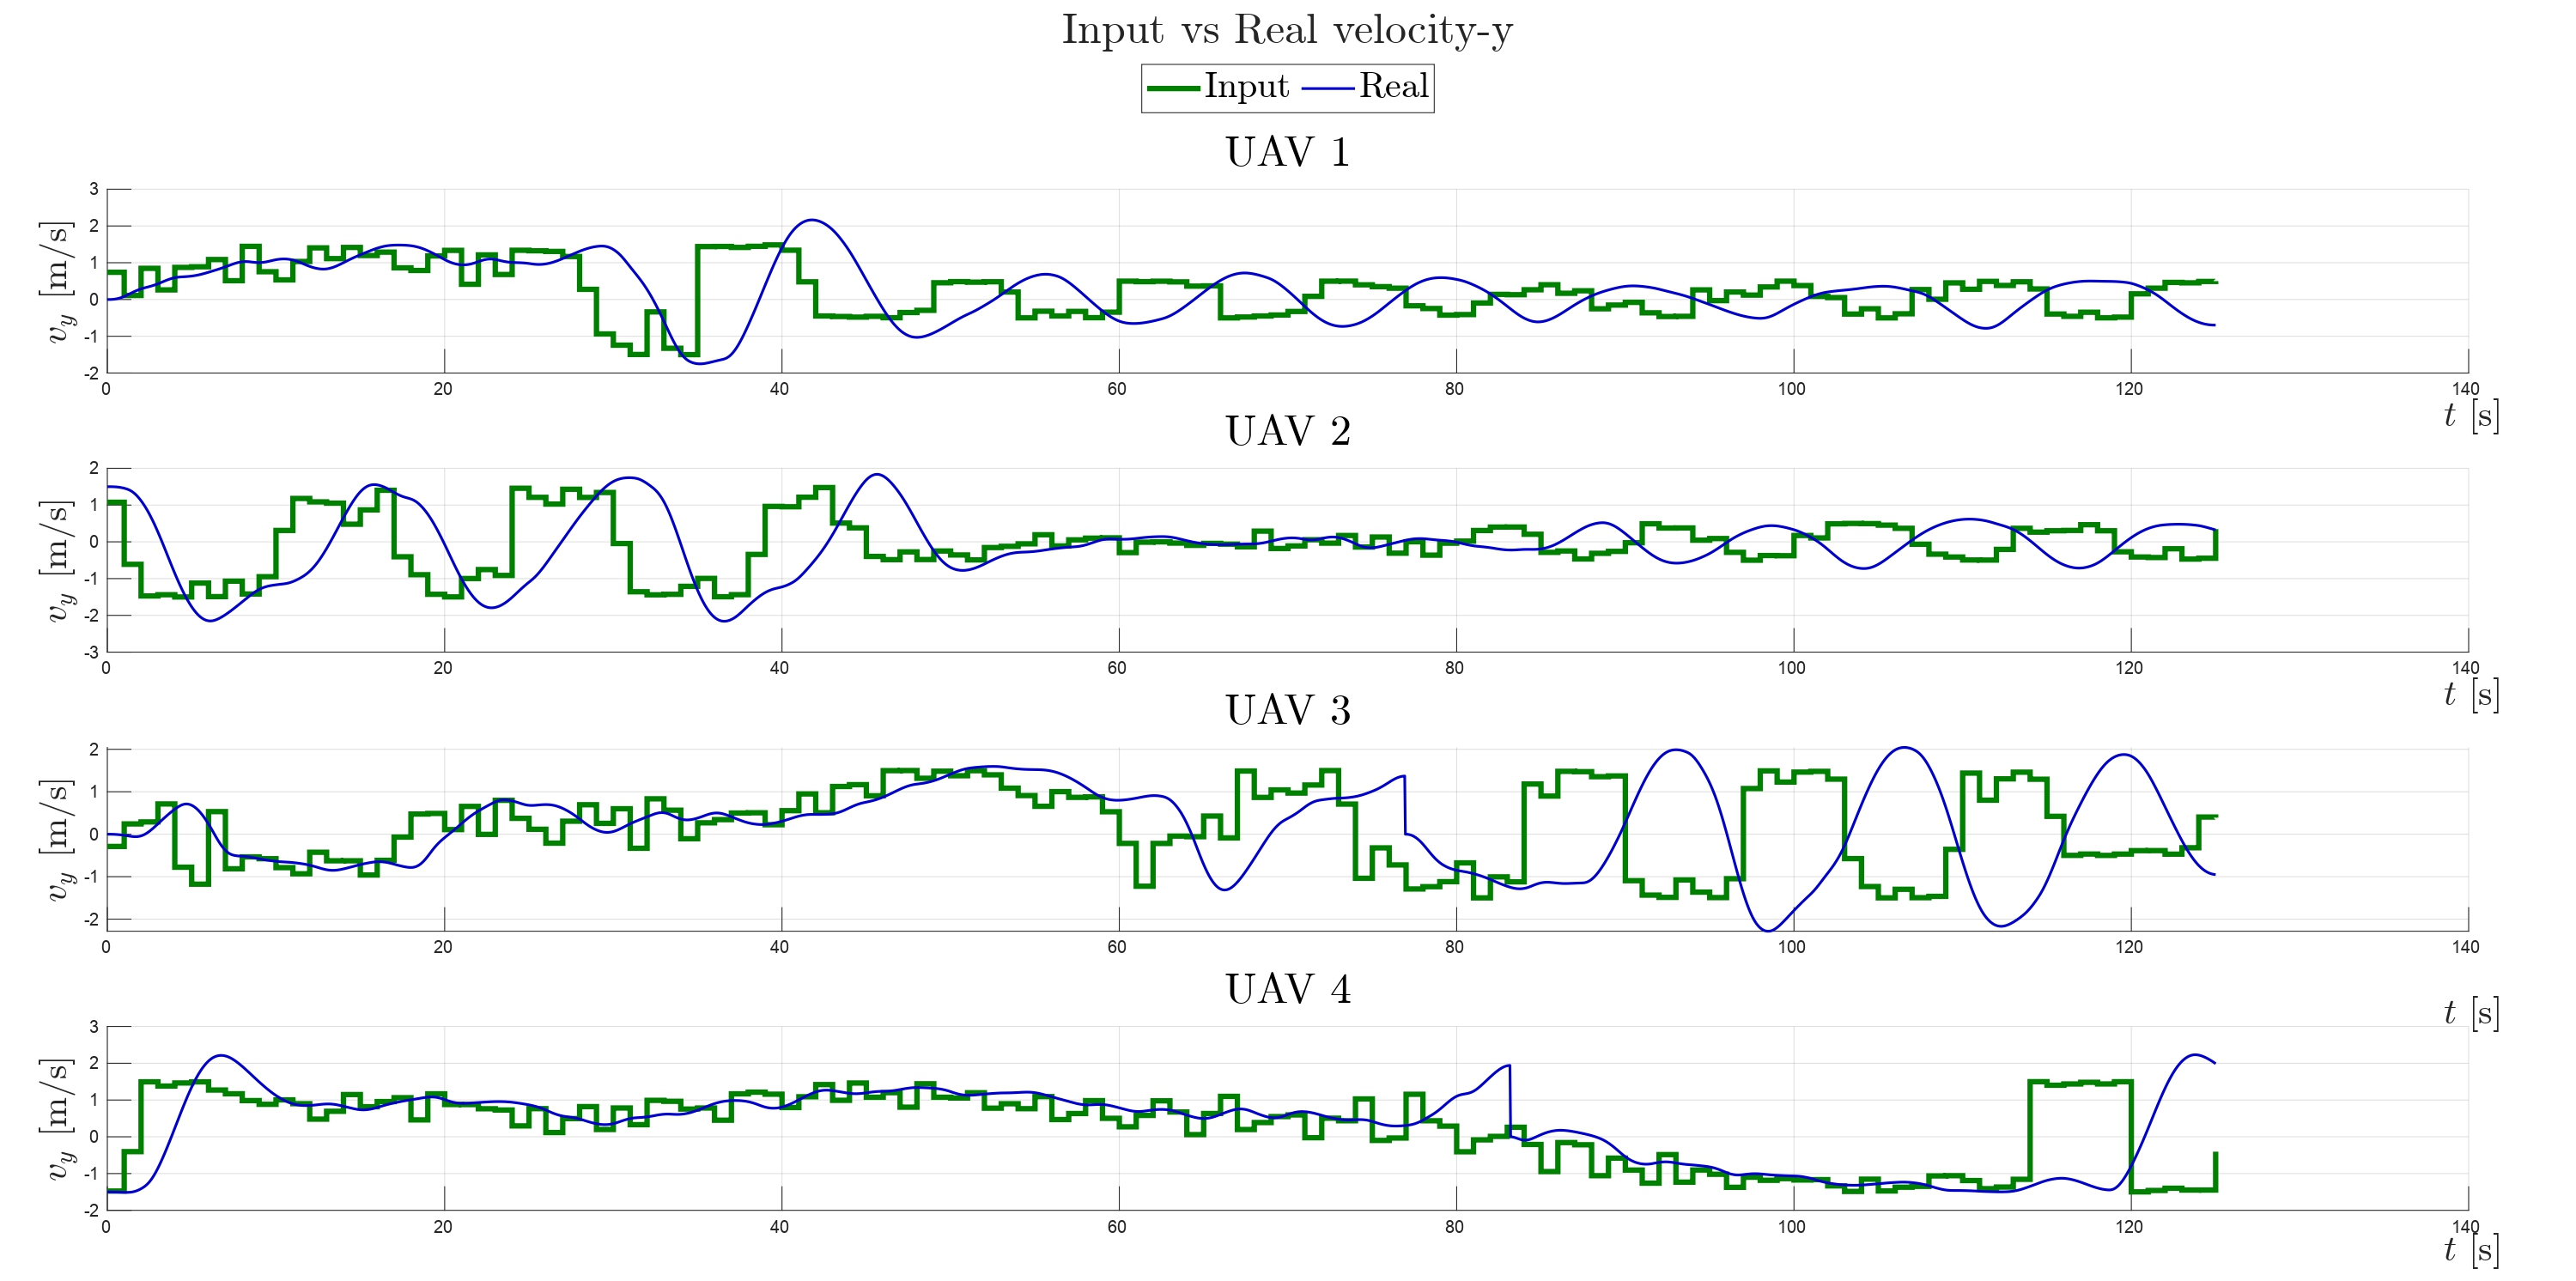 Input vs Real velocity-y
Input Real
UAV 1
v_y [m/s]
3
2
1
0
-1
-2
0 20 40 60 80 100 120 140
t [s]
UAV 2
v_y [m/s]
2
1
0
-1
-2
-3
0 20 40 60 80 100 120 140
t [s]
UAV 3
v_y [m/s]
2
1
0
-1
-2
0 20 40 60 80 100 120 140
t [s]
UAV 4
v_y [m/s]
3
2
1
0
-1
-2
0 20 40 60 80 100 120 140
t [s]